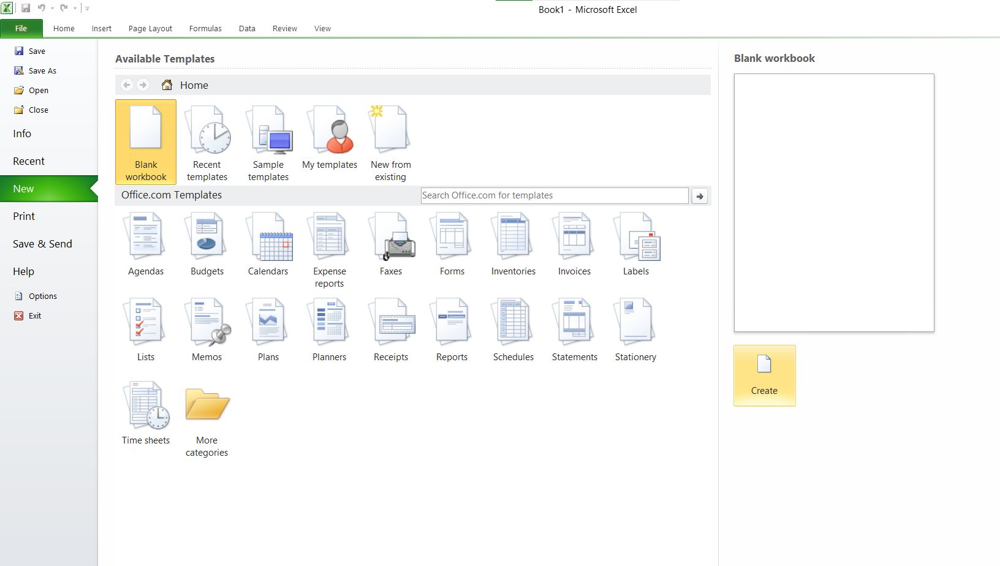 Book1 - Microsoft Excel
File Home Insert Page Layout Formulas Data Review View
Save
Save As
Open
Close
Info
Recent
New
Print
Save & Send
Help
Options
Exit
Available Templates
Home
Blank
workbook
Recent
templates
Sample
templates
My templates
New from
existing
Office.com Templates
Search Office.com for templates
Agendas
Budgets
Calendars
Expense
reports
Faxes
Forms
Inventories
Invoices
Labels
Lists
Memos
Plans
Planners
Receipts
Reports
Schedules
Statements
Stationery
Time sheets
More
categories
Blank workbook
Create